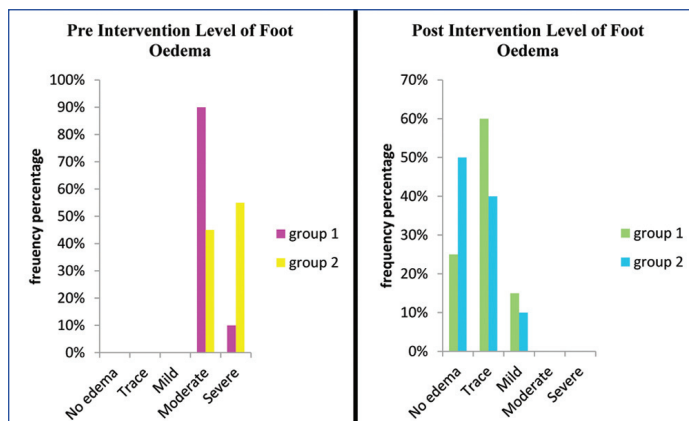 Pre Intervention Level of Foot
Oedema
freuency percentage
100%
90%
80%
70%
60%
50%
40%
30%
20%
10%
0%
No edema
Trace
Mild
Moderate
Severe
group 1
group 2
Post Intervention Level of Foot
Oedema
frequency percentage
70%
60%
50%
40%
30%
20%
10%
0%
No edema
Trace
Mild
Moderate
Severe
group 1
group 2